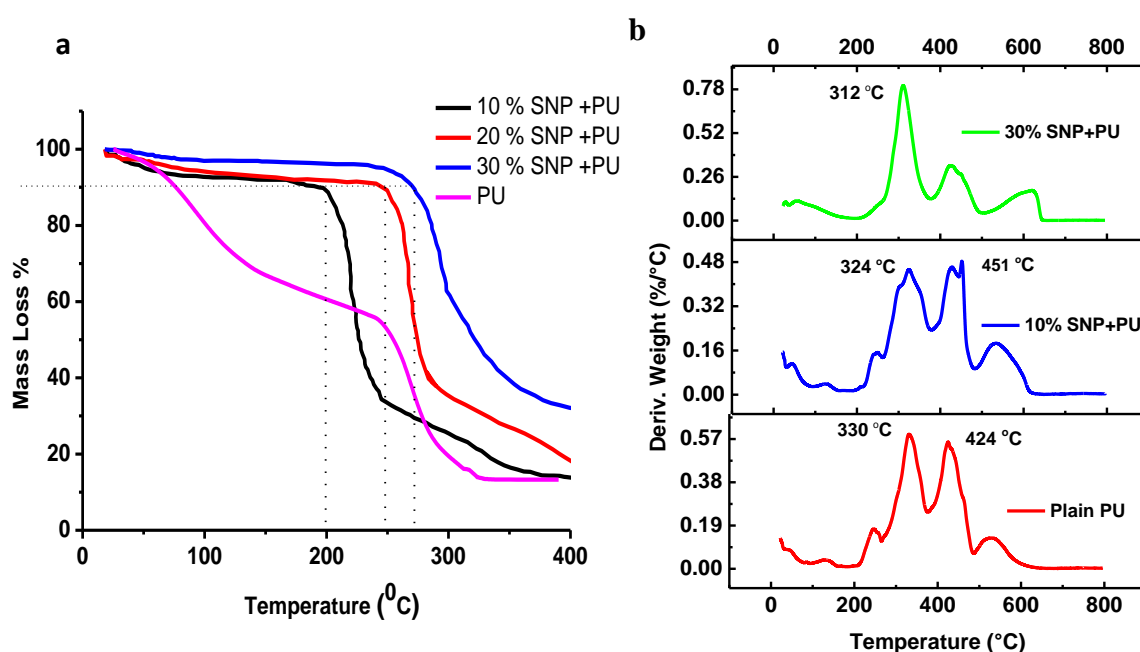 a
10 % SNP +PU
20 % SNP +PU
30 % SNP +PU
PU
100
80
60
40
20
0
0 100 200 300 400
Mass Loss %
Temperature (⁰C)
b
0 200 400 600 800
0.78
0.52
0.26
0.00
312 °C
30% SNP+PU
0.48
0.32
0.16
0.00
324 °C 451 °C
10% SNP+PU
0.57
0.38
0.19
0.00
330 °C 424 °C
Plain PU
0 200 400 600 800
Deriv. Weight (%/°C)
Temperature (°C)